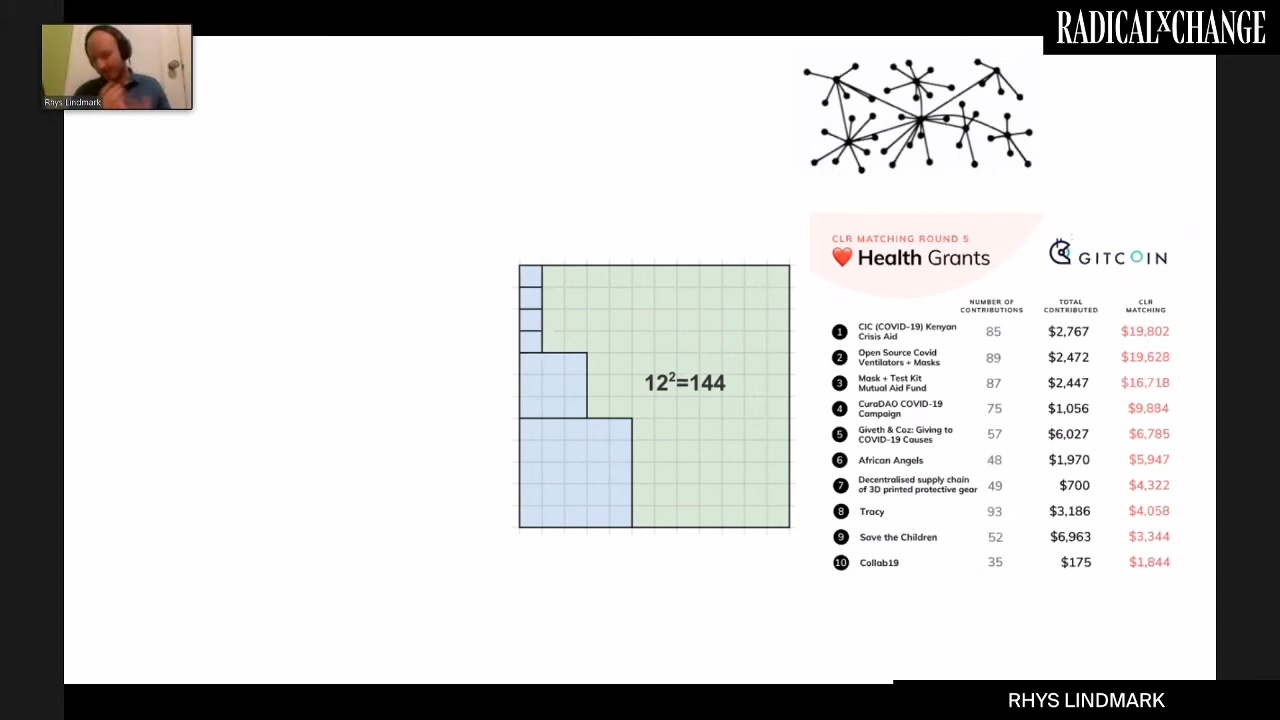 RADICALXCHANGE
Rhys Lindmark
12²=144
CLR MATCHING ROUND 5
❤️ Health Grants
GITCOIN
NUMBER OF CONTRIBUTIONS TOTAL CONTRIBUTED CLR MATCHING
1 CIC (COVID-19) Kenyan Crisis Aid 85 $2,767 $19,802
2 Open Source Covid Ventilators + Masks 89 $2,472 $19,628
3 Mask + Test Kit Mutual Aid Fund 87 $2,447 $16,718
4 CuraDAO COVID-19 Campaign 75 $1,056 $9,884
5 Giveth & Coz: Giving to COVID-19 Causes 57 $6,027 $6,785
6 African Angels 48 $1,970 $5,947
7 Decentralised supply chain of 3D printed protective gear 49 $700 $4,322
8 Tracy 93 $3,186 $4,058
9 Save the Children 52 $6,963 $3,344
10 Collab19 35 $175 $1,844
RHYS LINDMARK